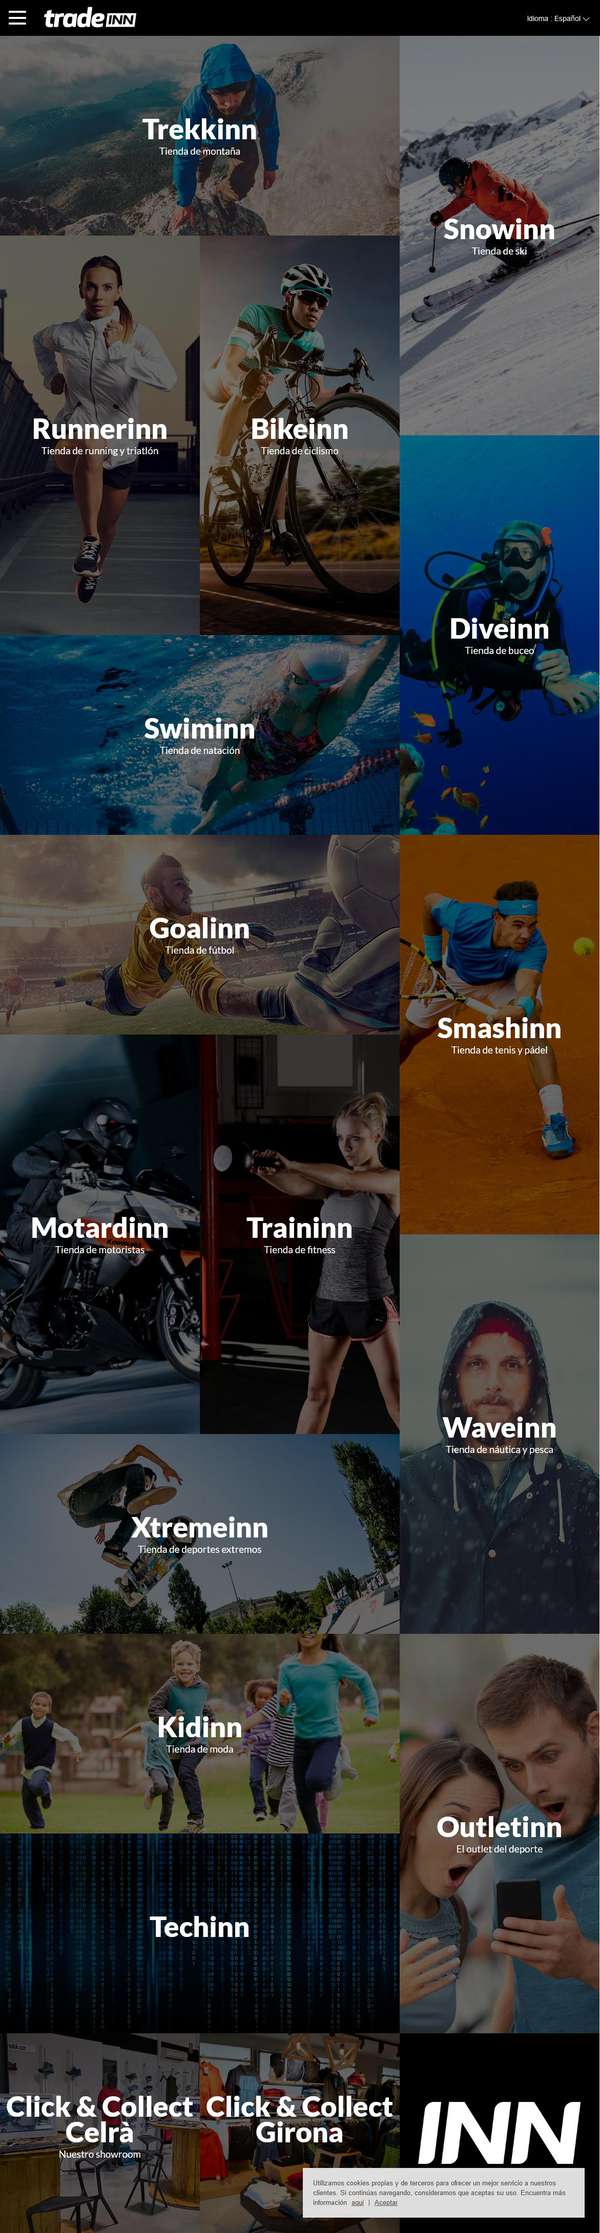 tradeINN
Idioma : Español
Trekkinn
Tienda de montaña
Snowinn
Tienda de ski
Runnerinn
Tienda de running y triatlón
Bikeinn
Tienda de ciclismo
Diveinn
Tienda de buceo
Swiminn
Tienda de natación
Goalinn
Tienda de fútbol
Smashinn
Tienda de tenis y pádel
Motardinn
Tienda de motoristas
Traininn
Tienda de fitness
Waveinn
Tienda de náutica y pesca
Xtremeinn
Tienda de deportes extremos
Kidinn
Tienda de moda
Outletinn
El outlet del deporte
Techinn
Click & Collect
Celrà
Nuestro showroom
Click & Collect
Girona
INN
Utilizamos cookies propias y de terceros para ofrecer un mejor servicio a nuestros
clientes. Si continúas navegando, consideramos que aceptas su uso. Encuentra más
información aquí | Aceptar